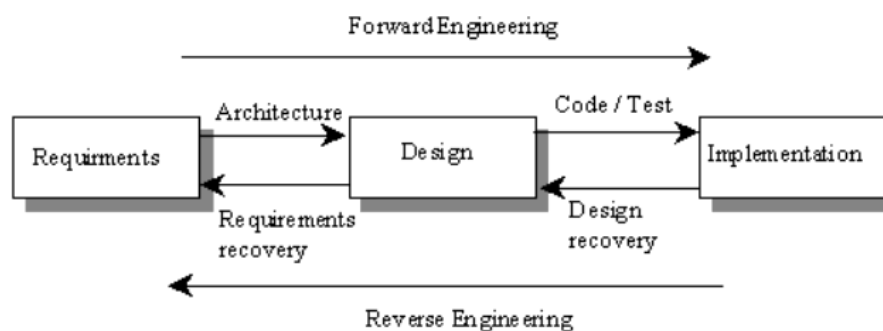 Forward Engineering
Architecture
Code / Test
Requirments
Design
Implementation
Requirements
recovery
Design
recovery
Reverse Engineering